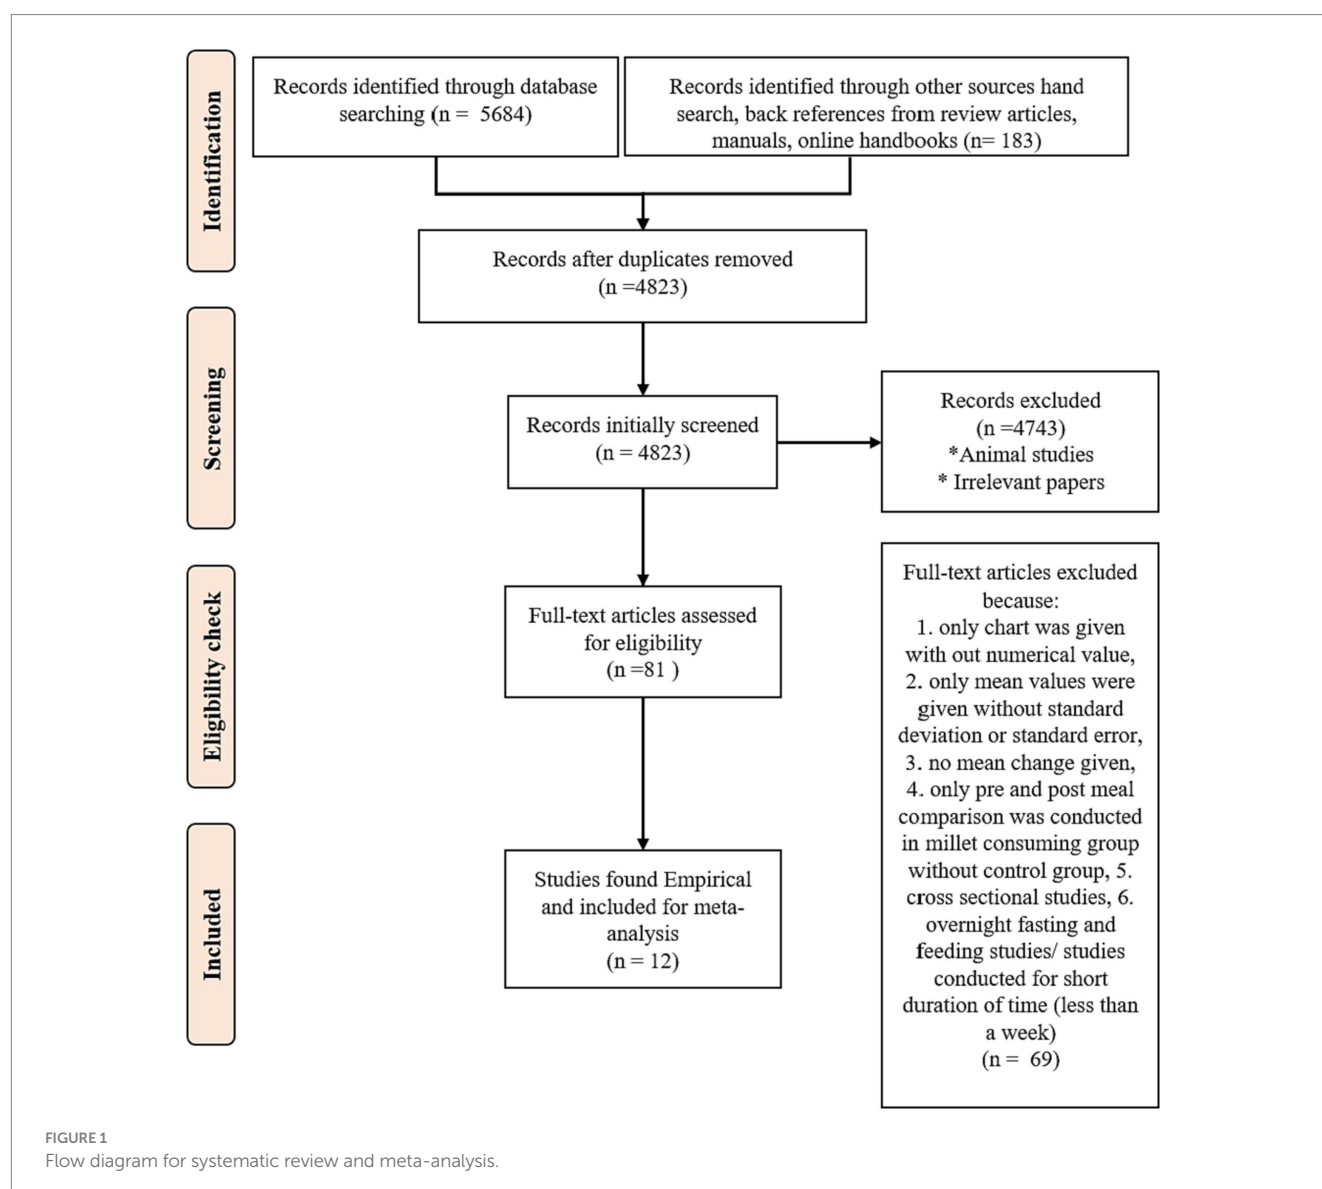 Identification
Records identified through database
searching (n = 5684)
Records identified through other sources hand
search, back references from review articles,
manuals, online handbooks (n= 183)
Records after duplicates removed
(n =4823)
Screening
Records initially screened
(n = 4823)
Records excluded
(n =4743)
*Animal studies
* Irrelevant papers
Eligibility check
Full-text articles assessed
for eligibility
(n =81 )
Full-text articles excluded
because:
1. only chart was given
with out numerical value,
2. only mean values were
given without standard
deviation or standard error,
3. no mean change given,
4. only pre and post meal
comparison was conducted
in millet consuming group
without control group, 5.
cross sectional studies, 6.
overnight fasting and
feeding studies/ studies
conducted for short
duration of time (less than
a week)
(n = 69)
Included
Studies found Empirical
and included for meta-
analysis
(n = 12)
FIGURE 1
Flow diagram for systematic review and meta-analysis.